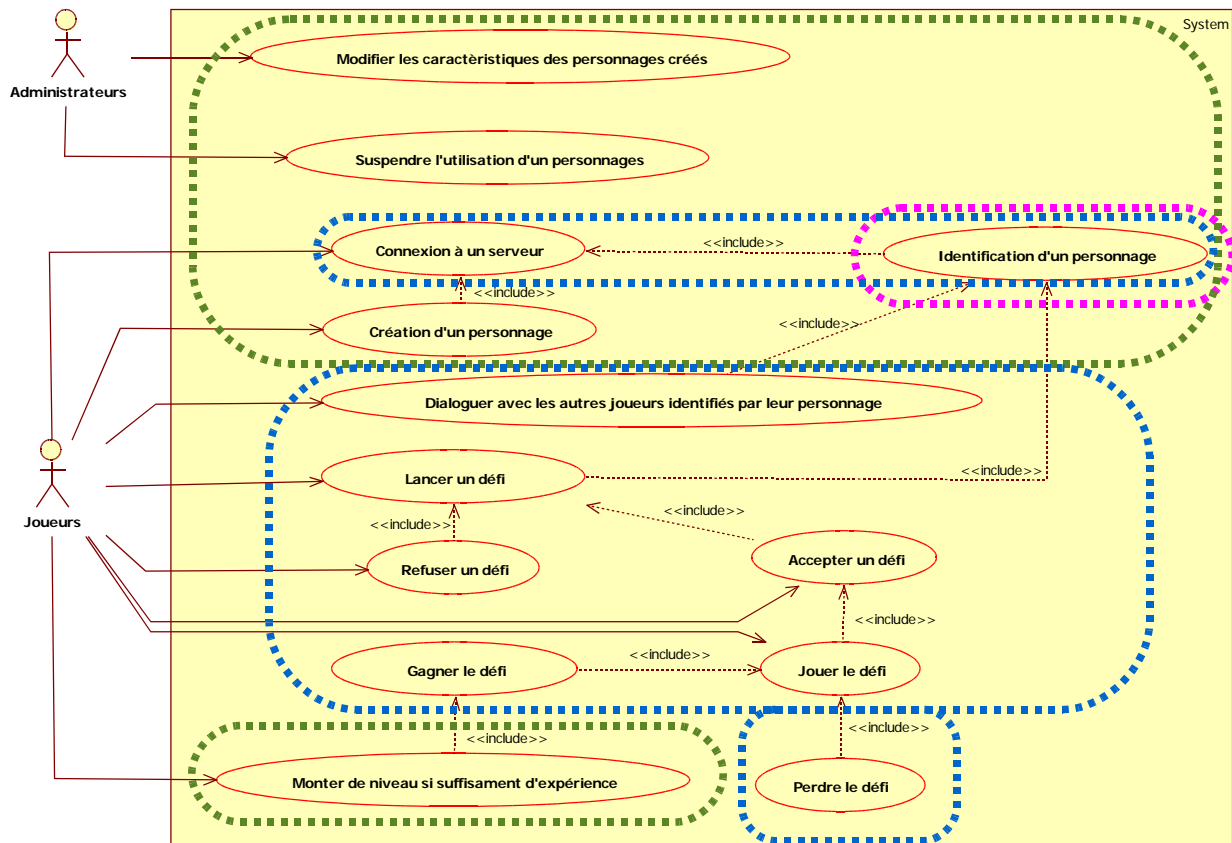 System
Modifier les caractèristiques des personnages créés
Administrateurs
Suspendre l'utilisation d'un personnages
Connexion à un serveur
<<include>>
Identification d'un personnage
<<include>>
Création d'un personnage
<<include>>
Dialoguer avec les autres joueurs identifiés par leur personnage
Lancer un défi
<<include>>
Joueurs
<<include>>
<<include>>
Refuser un défi
Accepter un défi
<<include>>
Gagner le défi
<<include>>
Jouer le défi
<<include>>
<<include>>
Monter de niveau si suffisament d'expérience
Perdre le défi